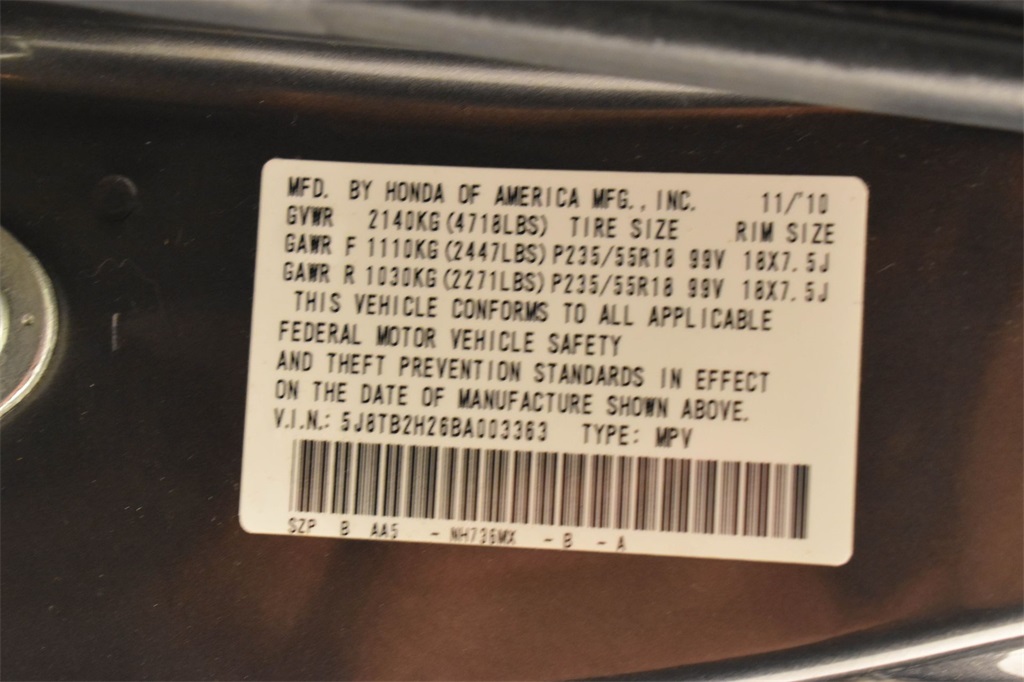 MFD. BY HONDA OF AMERICA MFG., INC. 11/'10
GVWR 2140KG(4718LBS) TIRE SIZE RIM SIZE
GAWR F 1110KG(2447LBS)P235/55R18 99V 18X7.5J
GAWR R 1030KG(2271LBS)P235/55R18 99V 18X7.5J
THIS VEHICLE CONFORMS TO ALL APPLICABLE
FEDERAL MOTOR VEHICLE SAFETY
AND THEFT PREVENTION STANDARDS IN EFFECT
ON THE DATE OF MANUFACTURE SHOWN ABOVE.
V.I.N.: 5J8TB2H26BA003363 TYPE: MPV
SZP B AA5 - NH736MX - B - A